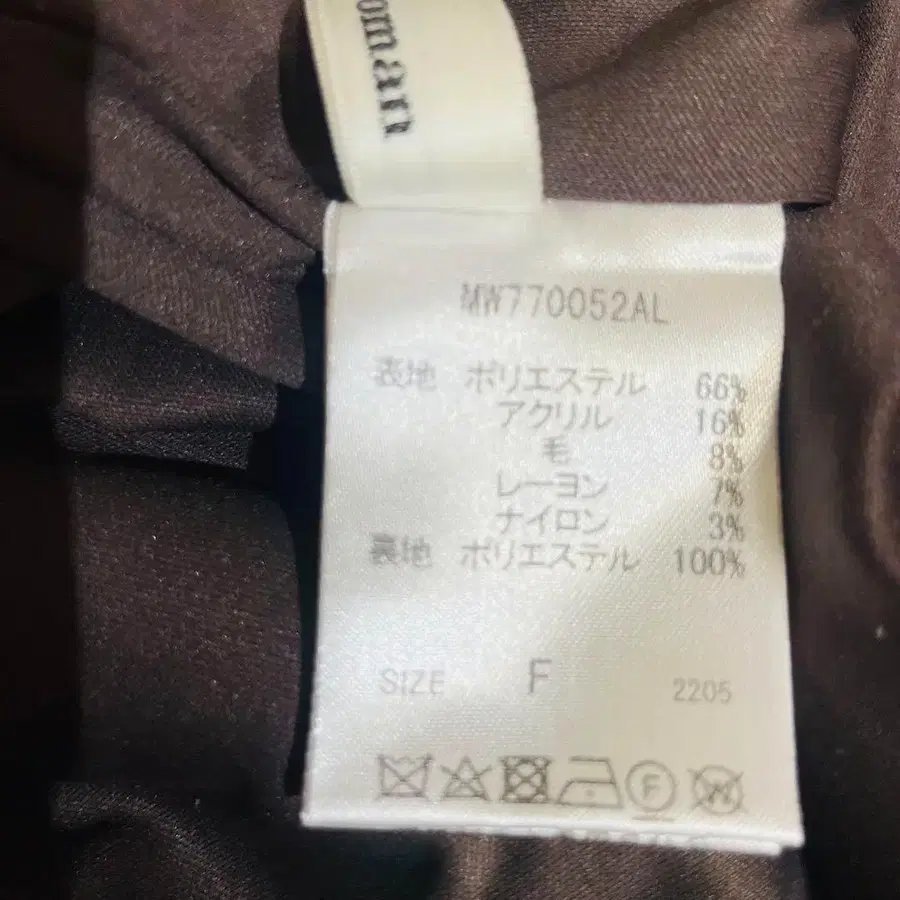 oman
MW770052AL
表地 ポリエステル 66%
アクリル 16%
毛 8%
レーヨン 7%
ナイロン 3%
裏地 ポリエステル 100%
SIZE F 2205
F W